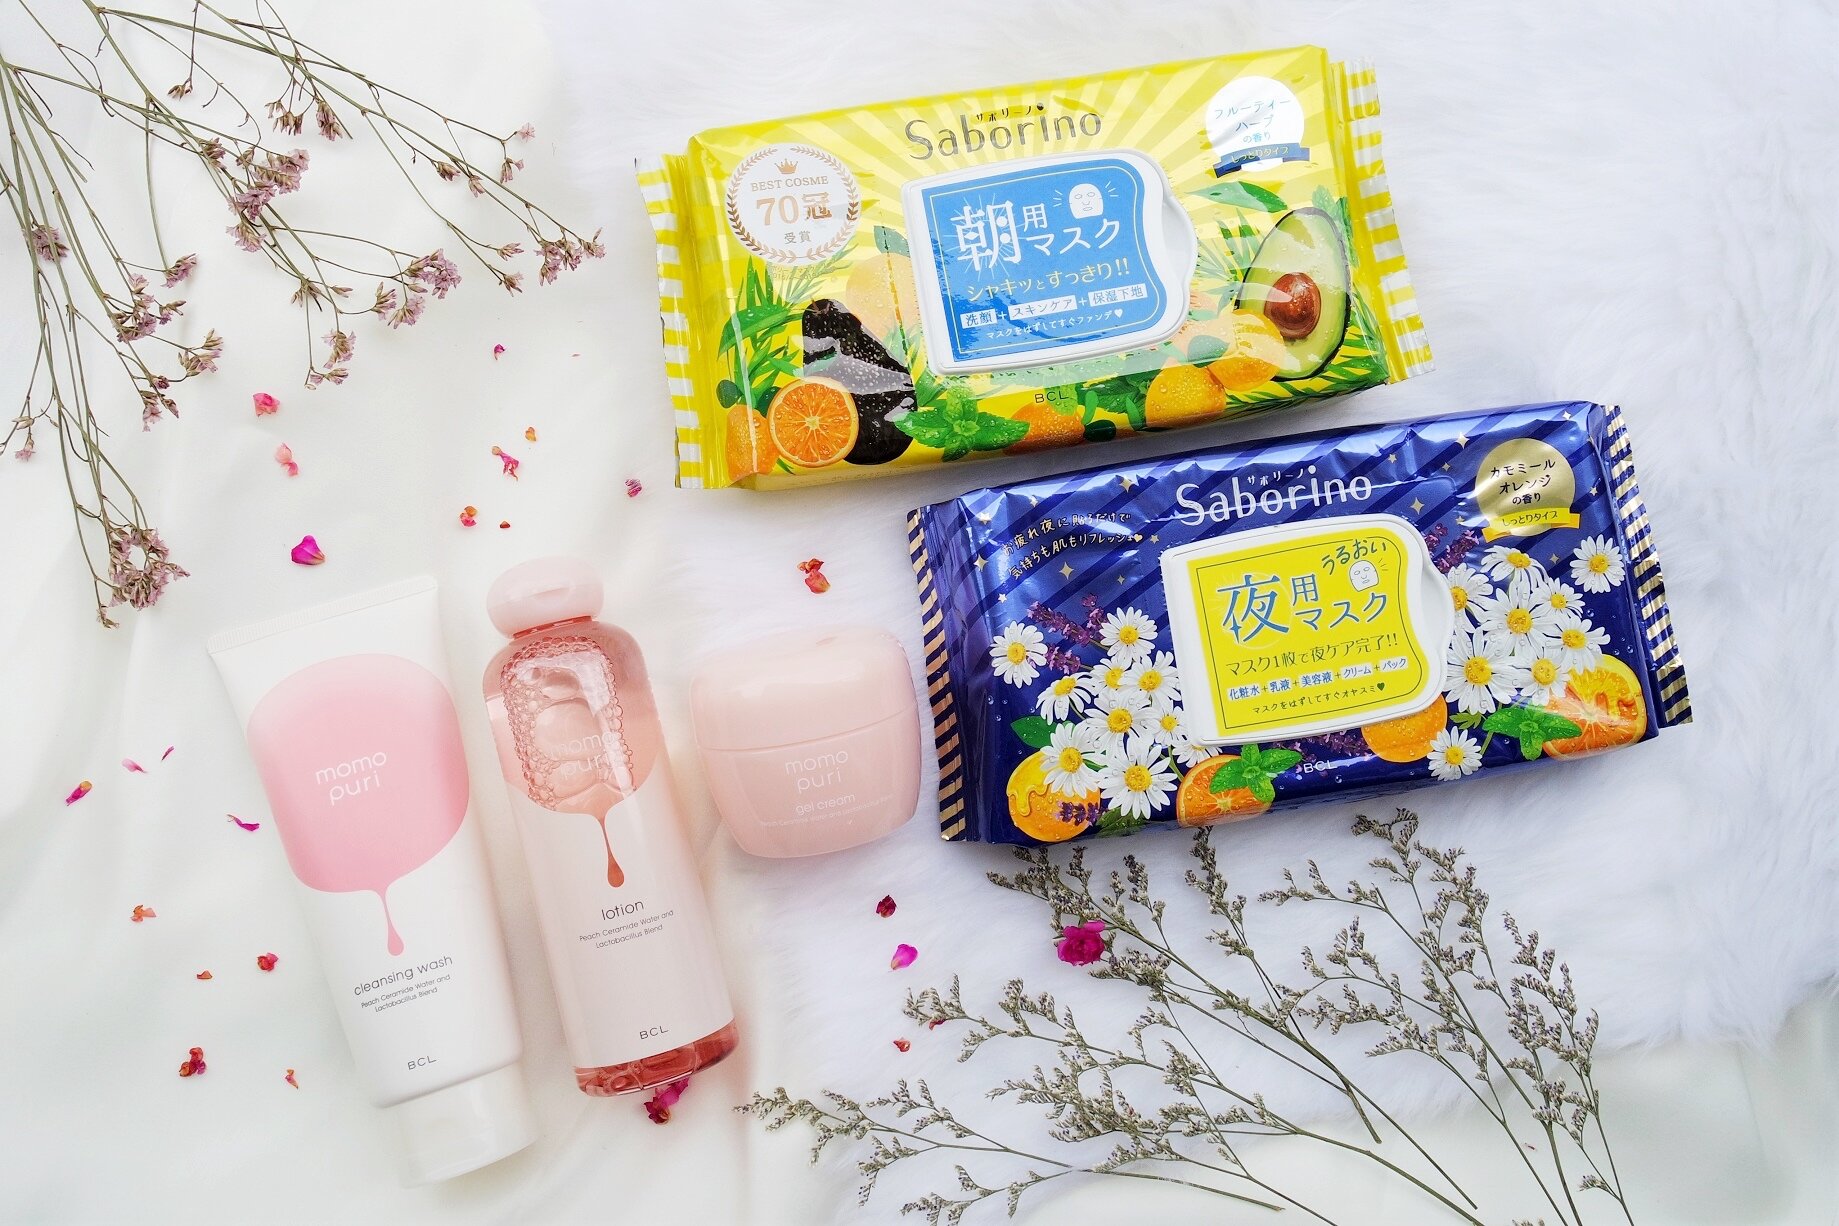 サボリーノ
Saborino
BEST COSME
70冠
受賞
フルーティー
ハーブ
の香り
しっとりタイプ
朝用
マスク
シャキッとすっきり!!
洗顔+スキンケア+保湿下地
マスクをはずしてすぐファンデ♥
BCL
サボリーノ
Saborino
お疲れ夜に貼るだけで
気持ちも肌もリフレッシュ♥
カモミール
オレンジ
の香り
しっとりタイプ
うるおい
夜用
マスク
マスク1枚で夜ケア完了!!
化粧水+乳液+美容液+クリーム+パック
マスクをはずしてすぐオヤスミ♥
BCL
momo
puri
cleansing wash
Peach Ceramide Water and
Lactobacillus Blend
BCL
momo
puri
lotion
Peach Ceramide Water and
Lactobacillus Blend
BCL
momo
puri
gel cream
Peach Ceramide Water and Lactobacillus Blend